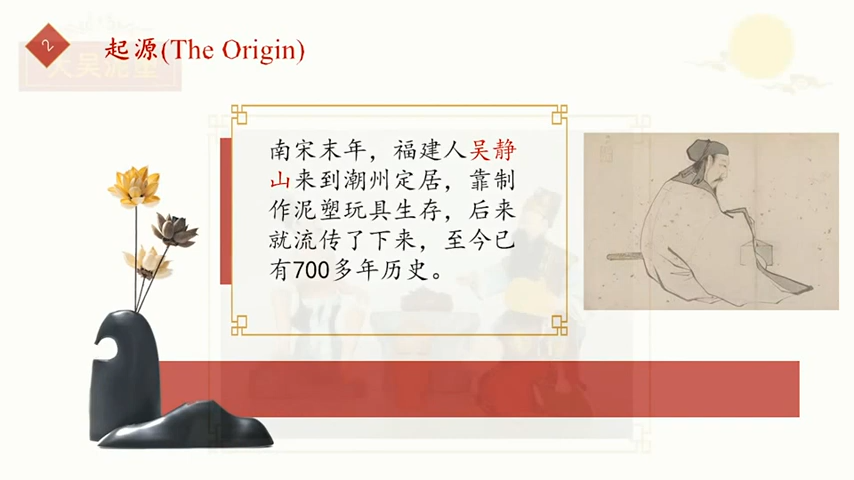 2
起源(The Origin)
南宋末年，福建人吴静
山来到潮州定居，靠制
作泥塑玩具生存，后来
就流传了下来，至今已
有700多年历史。